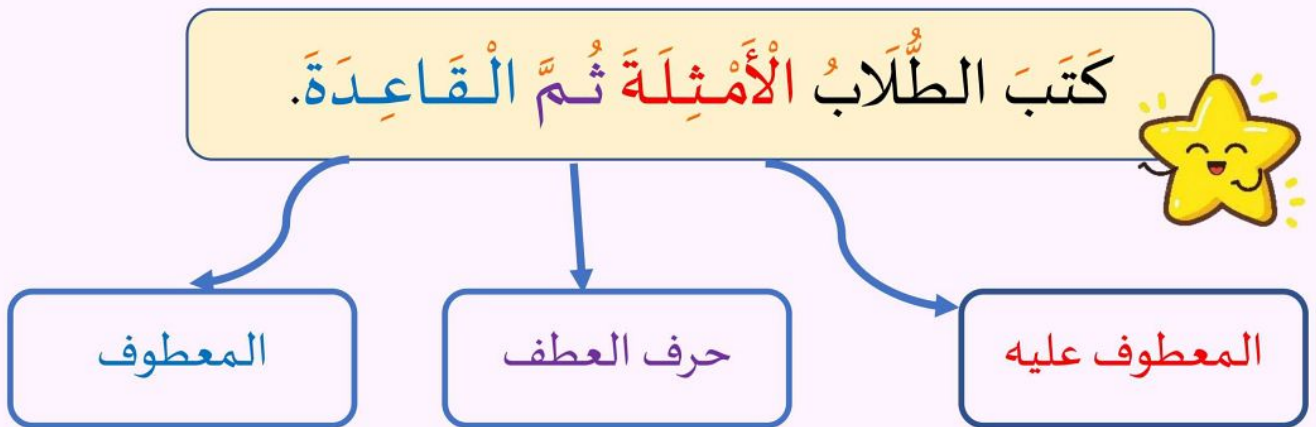 كَتَبَ الطُّلَابُ الْأَمْثِلَةَ ثُمَّ الْقَاعِدَةَ.
المعطوف عليه
حرف العطف
المعطوف